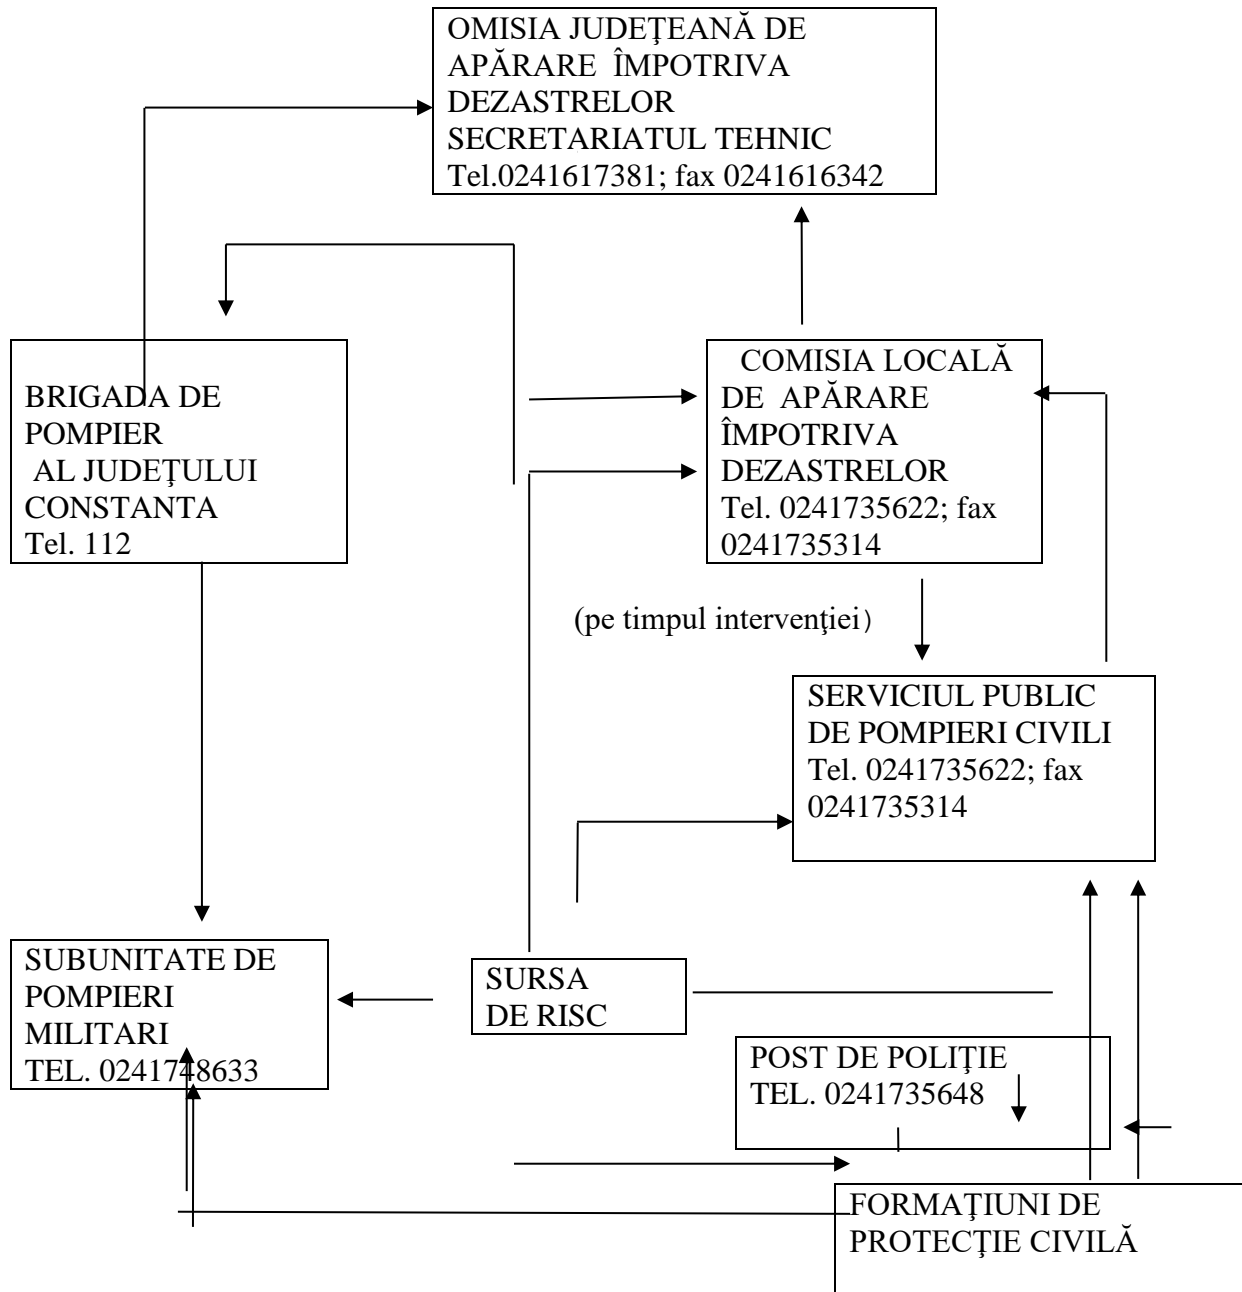 OMISIA JUDEŢEANĂ DE
APĂRARE ÎMPOTRIVA
DEZASTRELOR
SECRETARIATUL TEHNIC
Tel.0241617381; fax 0241616342
BRIGADA DE
POMPIER
AL JUDEŢULUI
CONSTANTA
Tel. 112
COMISIA LOCALĂ
DE APĂRARE
ÎMPOTRIVA
DEZASTRELOR
Tel. 0241735622; fax
0241735314
(pe timpul intervenţiei)
SERVICIUL PUBLIC
DE POMPIERI CIVILI
Tel. 0241735622; fax
0241735314
SUBUNITATE DE
POMPIERI
MILITARI
TEL. 0241748633
SURSA
DE RISC
POST DE POLIŢIE
TEL. 0241735648
FORMAŢIUNI DE
PROTECŢIE CIVILĂ